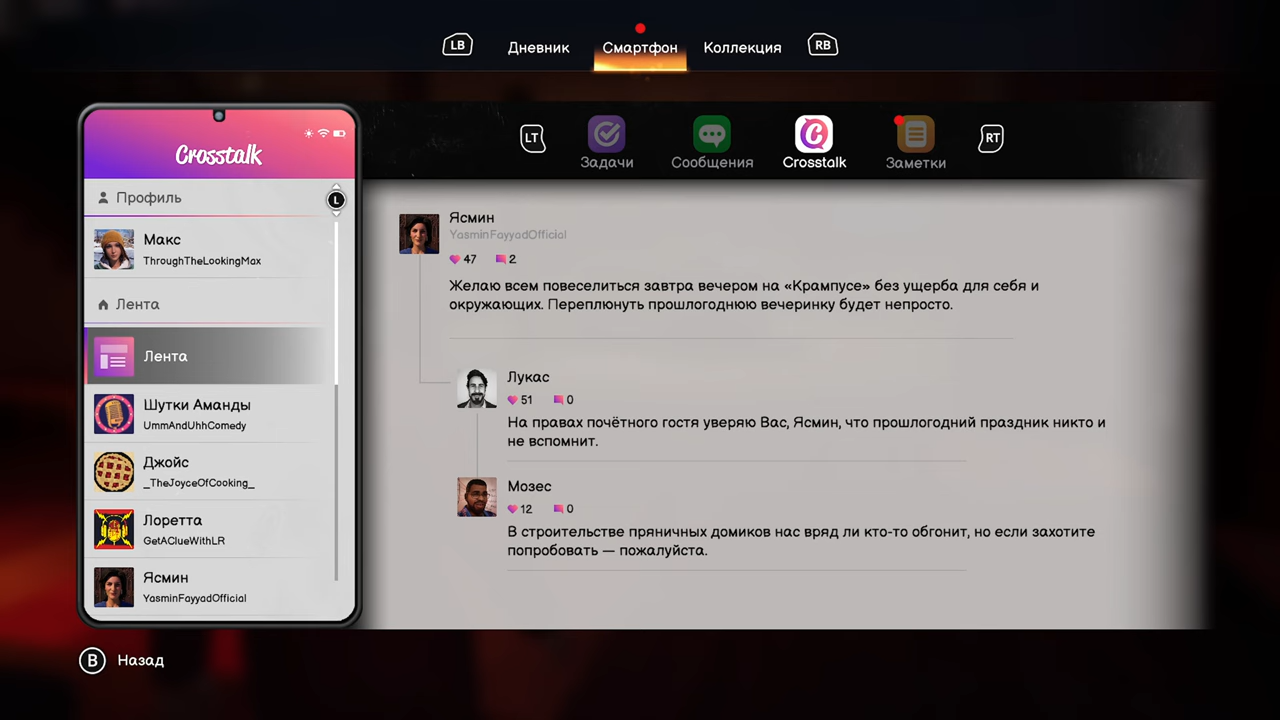 LB Дневник Смартфон Коллекция RB
Crosstalk
LT Задачи Сообщения Crosstalk Заметки RT
Профиль L
Макс
ThroughTheLookingMax
Лента
Лента
Шутки Аманды
UmmAndUhhComedy
Джойс
_TheJoyceOfCooking_
Лоретта
GetAClueWithLR
Ясмин
YasminFayyadOfficial
Ясмин
YasminFayyadOfficial
47 2
Желаю всем повеселиться завтра вечером на «Крампусе» без ущерба для себя и
окружающих. Переплюнуть прошлогоднюю вечеринку будет непросто.
Лукас
51 0
На правах почётного гостя уверяю Вас, Ясмин, что прошлогодний праздник никто и
не вспомнит.
Мозес
12 0
В строительстве пряничных домиков нас вряд ли кто-то обгонит, но если захотите
попробовать — пожалуйста.
B Назад